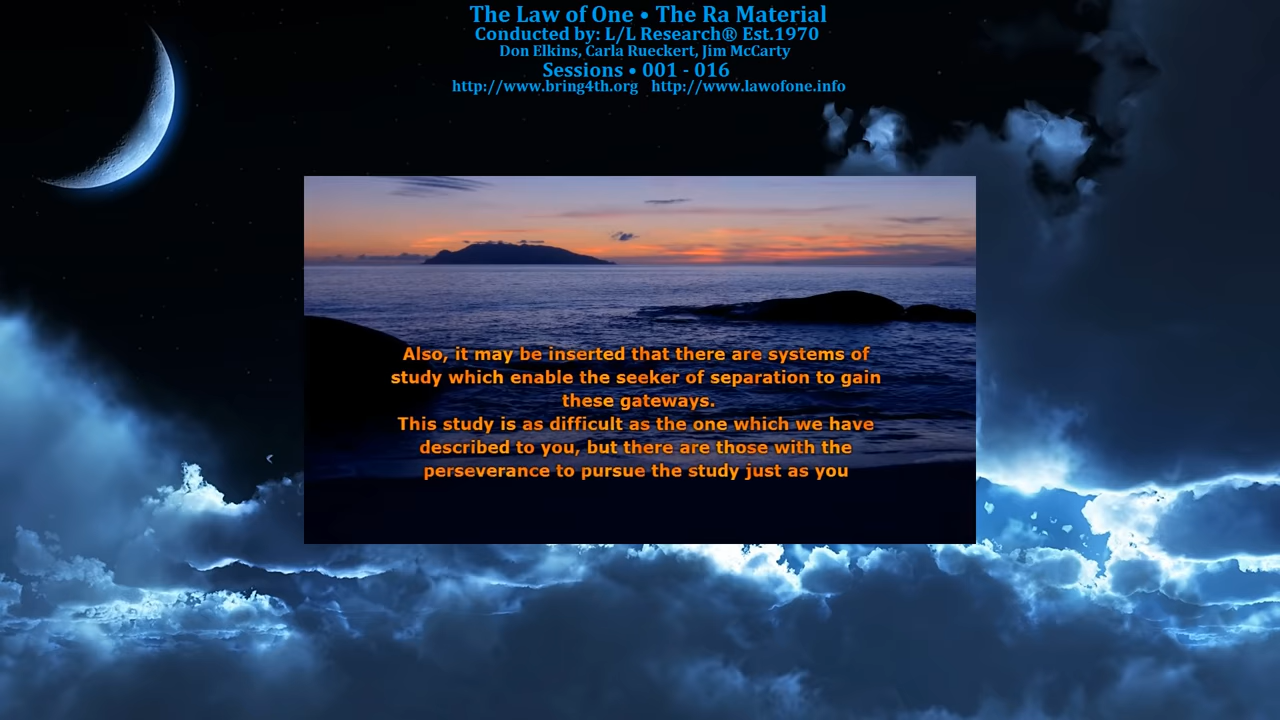 The Law of One • The Ra Material
Conducted by: L/L Research® Est.1970
Don Elkins, Carla Rueckert, Jim McCarty
Sessions • 001 - 016
http://www.bring4th.org http://www.lawofone.info
Also, it may be inserted that there are systems of
study which enable the seeker of separation to gain
these gateways.
This study is as difficult as the one which we have
described to you, but there are those with the
perseverance to pursue the study just as you